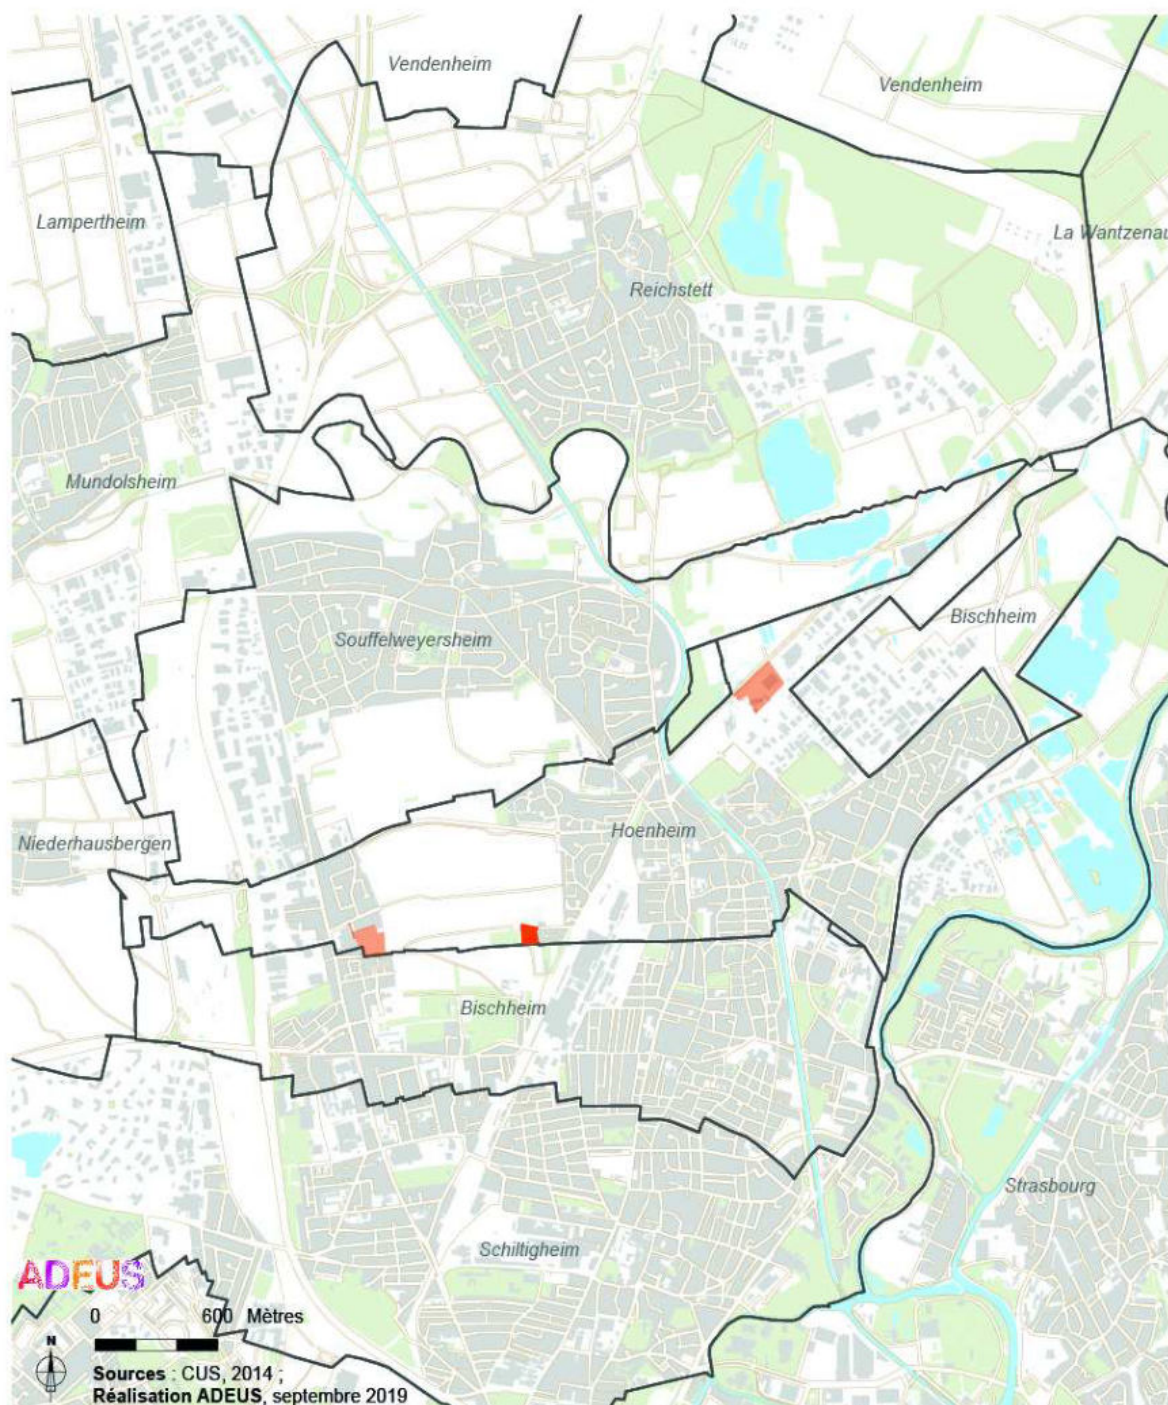 Vendenheim
Vendenheim
Lampertheim
La Wantzenau
Reichstett
Mundolsheim
Bischheim
Souffelweyersheim
Hoenheim
Niederhausbergen
Bischheim
Strasbourg
Schiltigheim
ADEUS
0 600 Mètres
N
Sources : CUS, 2014 ;
Réalisation ADEUS, septembre 2019